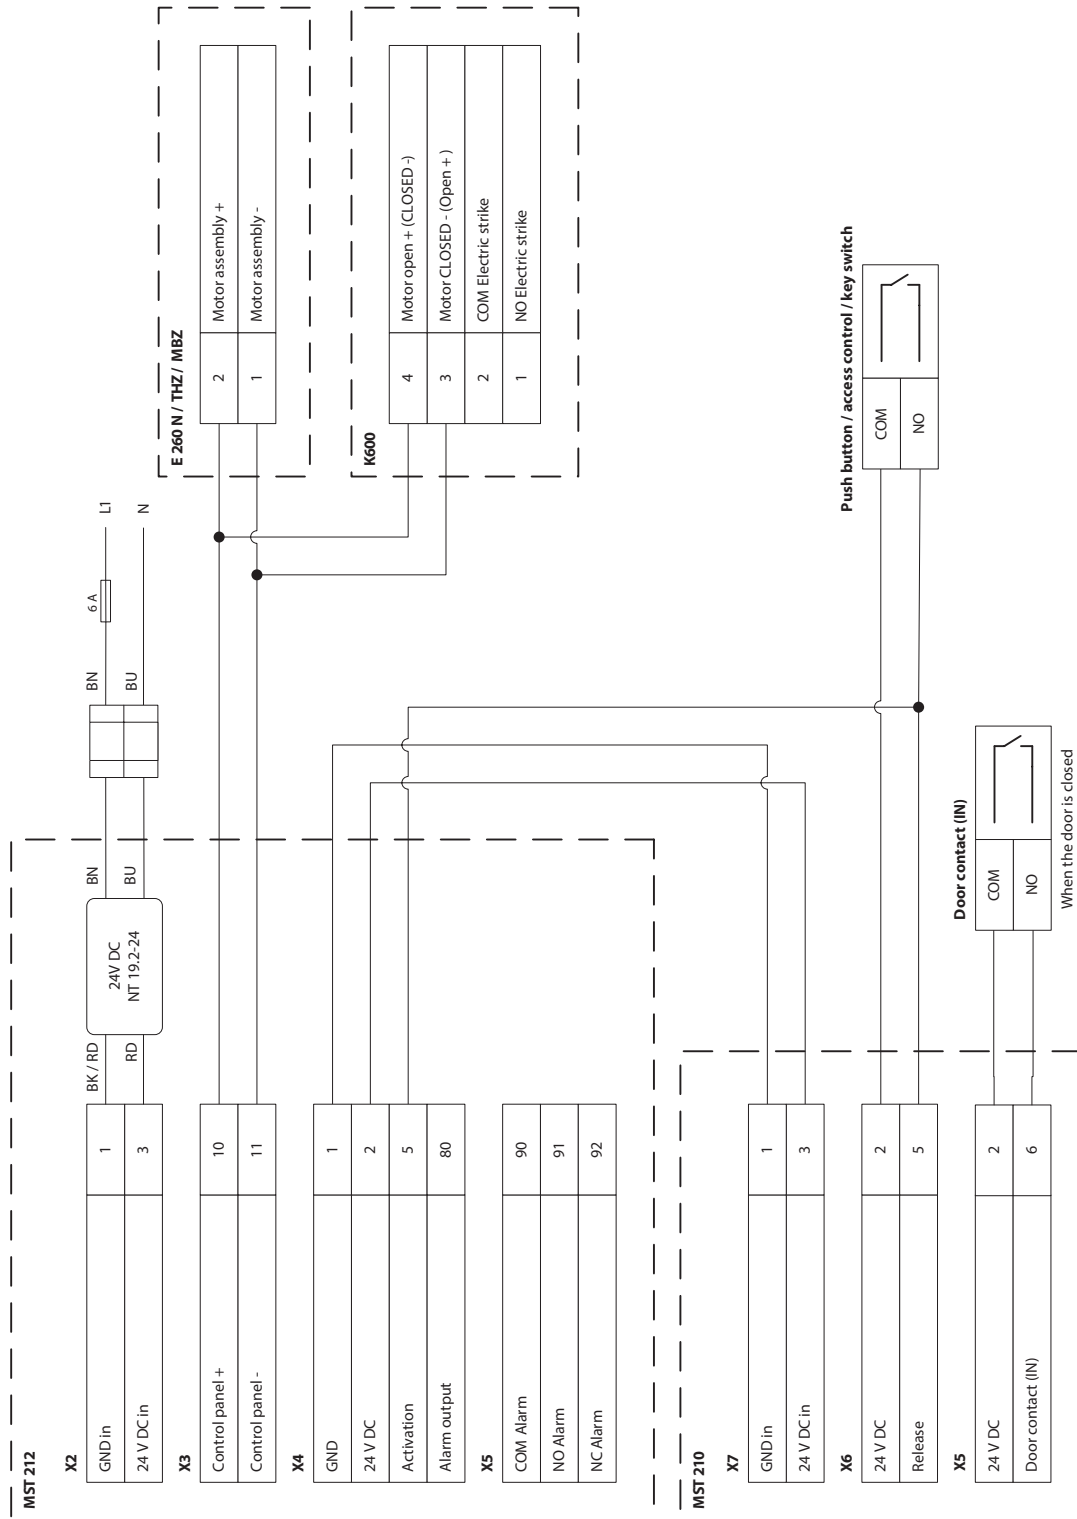 MST 212
X2
GND in 1
24 V DC in 3
BK / RD
RD
24V DC
NT 19.2-24
BN
BU
BN
BU
6 A
L1
N
X3
Control panel + 10
Control panel - 11
E 260 N / THZ / MBZ
2 Motor assembly +
1 Motor assembly -
K600
4 Motor open + (CLOSED -)
3 Motor CLOSED - (Open + )
2 COM Electric strike
1 NO Electric strike
X4
GND 1
24 V DC 2
Activation 5
Alarm output 80
X5
COM Alarm 90
NO Alarm 91
NC Alarm 92
MST 210
X7
GND in 1
24 V DC in 3
X6
24 V DC 2
Release 5
Push button / access control / key switch
COM
NO
X5
24 V DC 2
Door contact (IN) 6
Door contact (IN)
COM
NO
When the door is closed